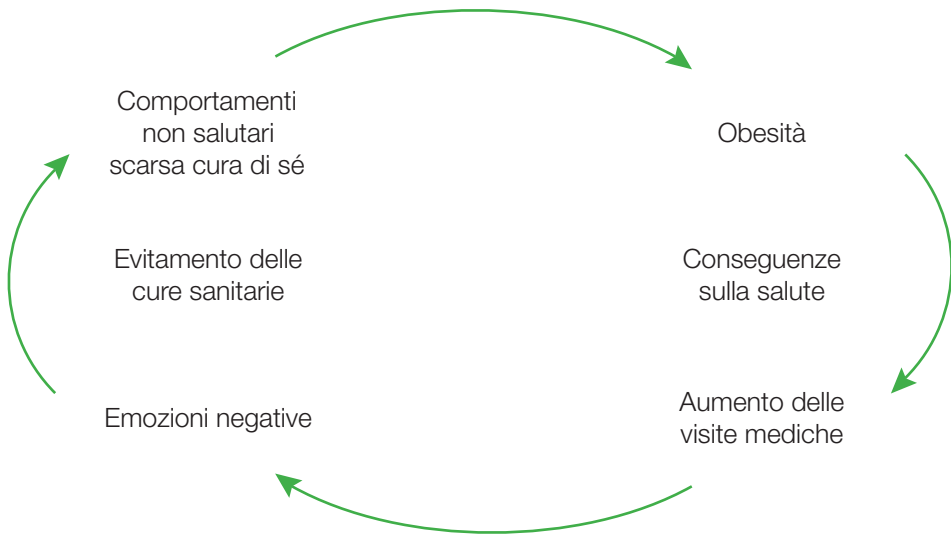 Comportamenti
non salutari
scarsa cura di sé
Obesità
Evitamento delle
cure sanitarie
Conseguenze
sulla salute
Emozioni negative
Aumento delle
visite mediche